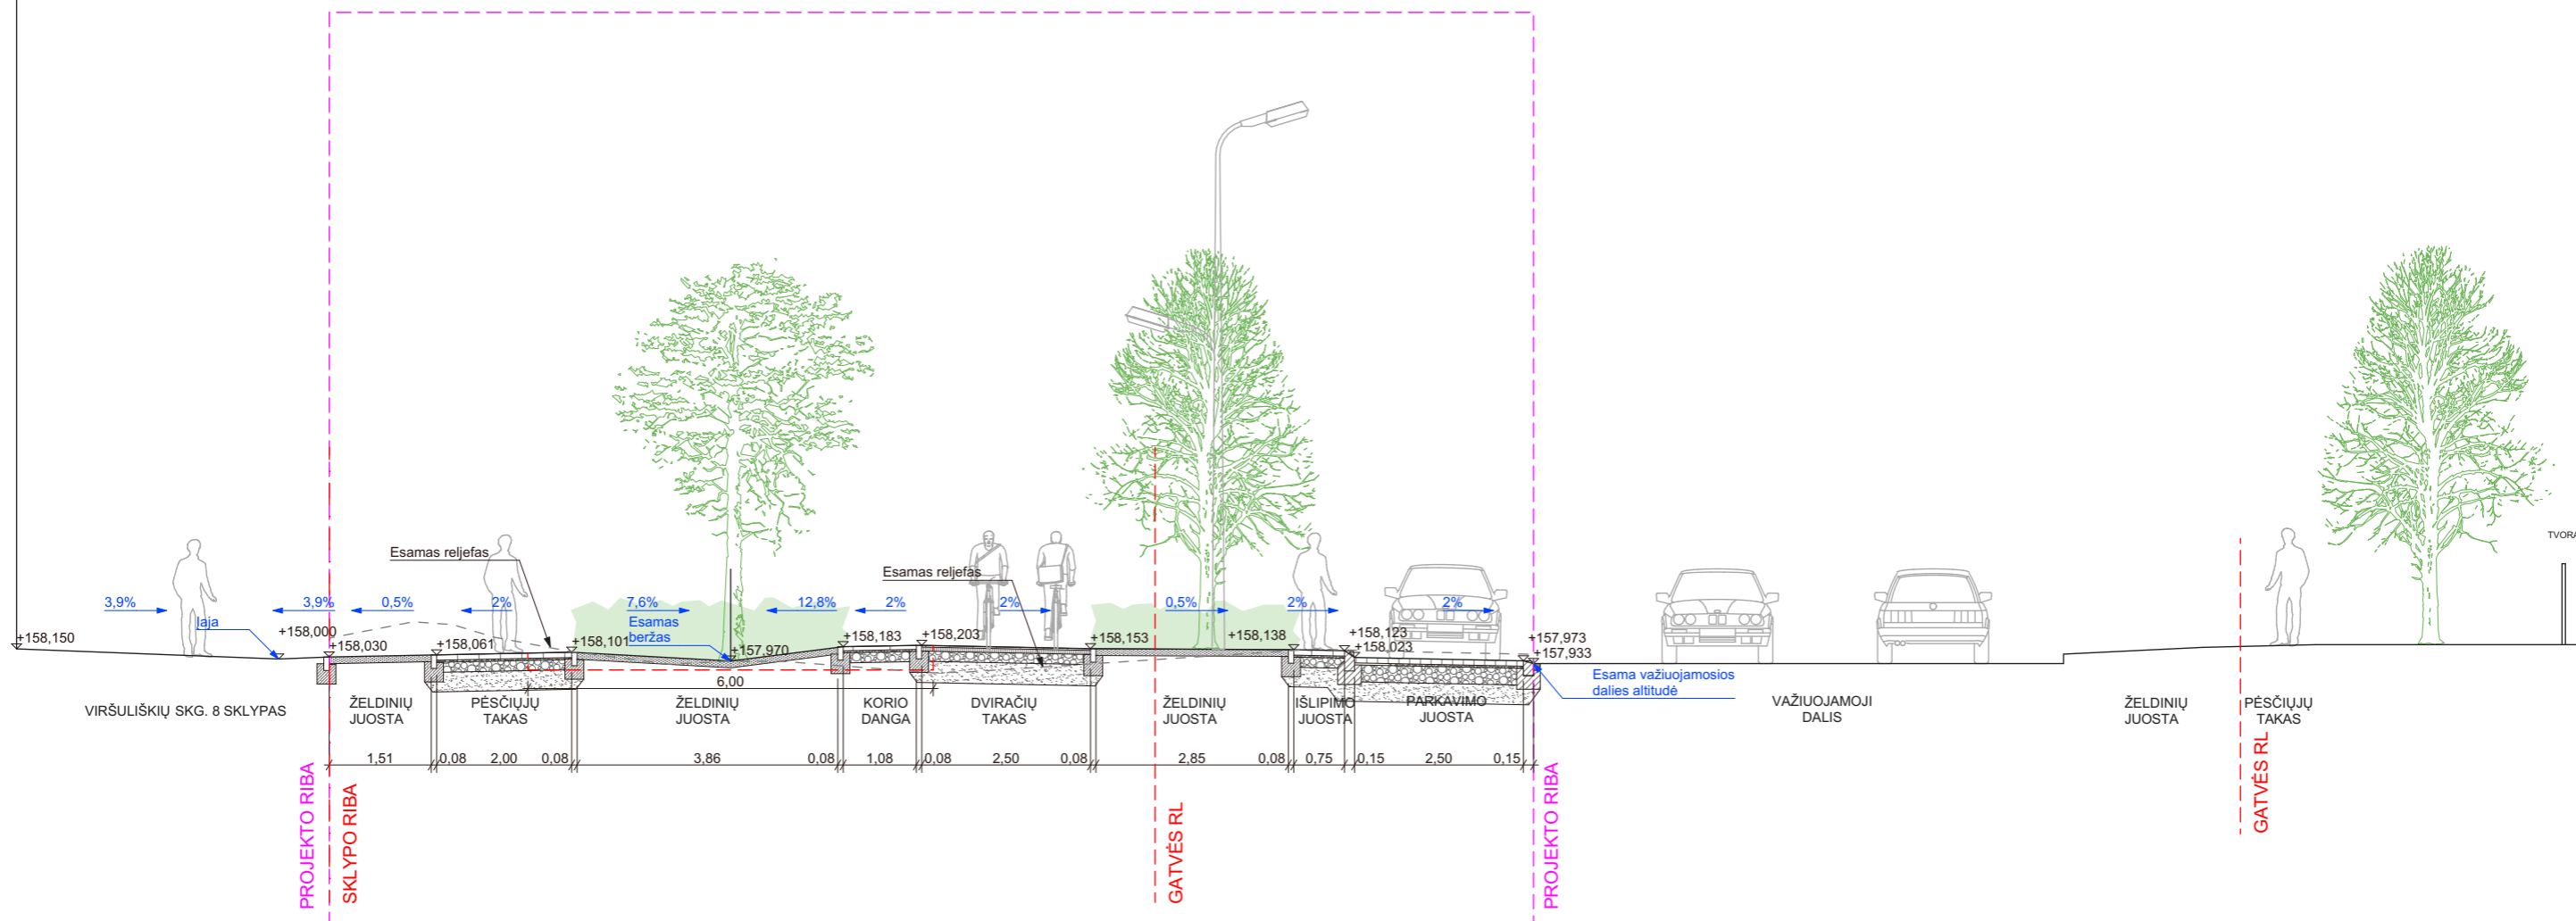 TVORA
Esamas reljefas
Esamas reljefas
3,9%
3,9%
0,5%
2%
7,6%
12,8%
2%
2%
0,5%
2%
2%
laja
Esamas
beržas
+158,150
+158,000
+158,030
+158,061
+158,101
+157,970
+158,183
+158,203
+158,153
+158,138
+158,123
+158,023
+157,973
+157,933
6,00
Esama važiuojamosios
dalies altitudė
VIRŠULIŠKIŲ SKG. 8 SKLYPAS
ŽELDINIŲ
JUOSTA
PĖSČIŲJŲ
TAKAS
ŽELDINIŲ
JUOSTA
KORIO
DANGA
DVIRAČIŲ
TAKAS
ŽELDINIŲ
JUOSTA
IŠLIPIMO
JUOSTA
PARKAVIMO
JUOSTA
VAŽIUOJAMOJI
DALIS
ŽELDINIŲ
JUOSTA
PĖSČIŲJŲ
TAKAS
1,51
0,08
2,00
0,08
3,86
0,08
1,08
0,08
2,50
0,08
2,85
0,08
0,75
0,15
2,50
0,15
PROJEKTO RIBA
SKLYPO RIBA
GATVĖS RL
PROJEKTO RIBA
GATVĖS RL